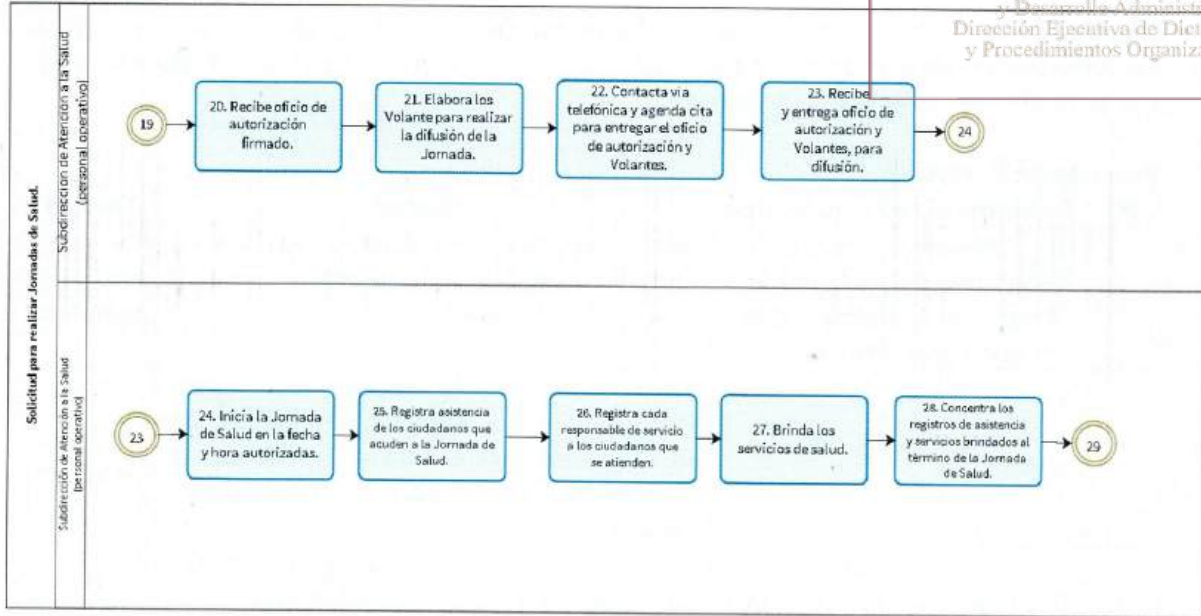 y Desarrollo Administr
Dirección Ejecutiva de Dict
y Procedimientos Organiza
Solicitud para realizar Jornadas de Salud.
Subdirección de Atención a la Salud
(personal operativo)
19
20. Recibe oficio de
autorización
firmado.
21. Elabora los
Volante para realizar
la difusión de la
Jornada.
22. Contacta via
telefónica y agenda cita
para entregar el oficio
de autorización y
Volantes.
23. Recibe
y entrega oficio de
autorización y
Volantes, para
difusión.
24
Subdirección de Atención a la Salud
(personal operativo)
23
24. Inicia la Jornada
de Salud en la fecha
y hora autorizadas.
25. Registra asistencia
de los ciudadanos que
acuden a la Jornada de
Salud.
26. Registra cada
responsable de servicio
a los ciudadanos que
se atienden.
27. Brinda los
servicios de salud.
28. Concentra los
registros de asistencia
y servicios brindados al
término de la Jornada
de Salud.
29